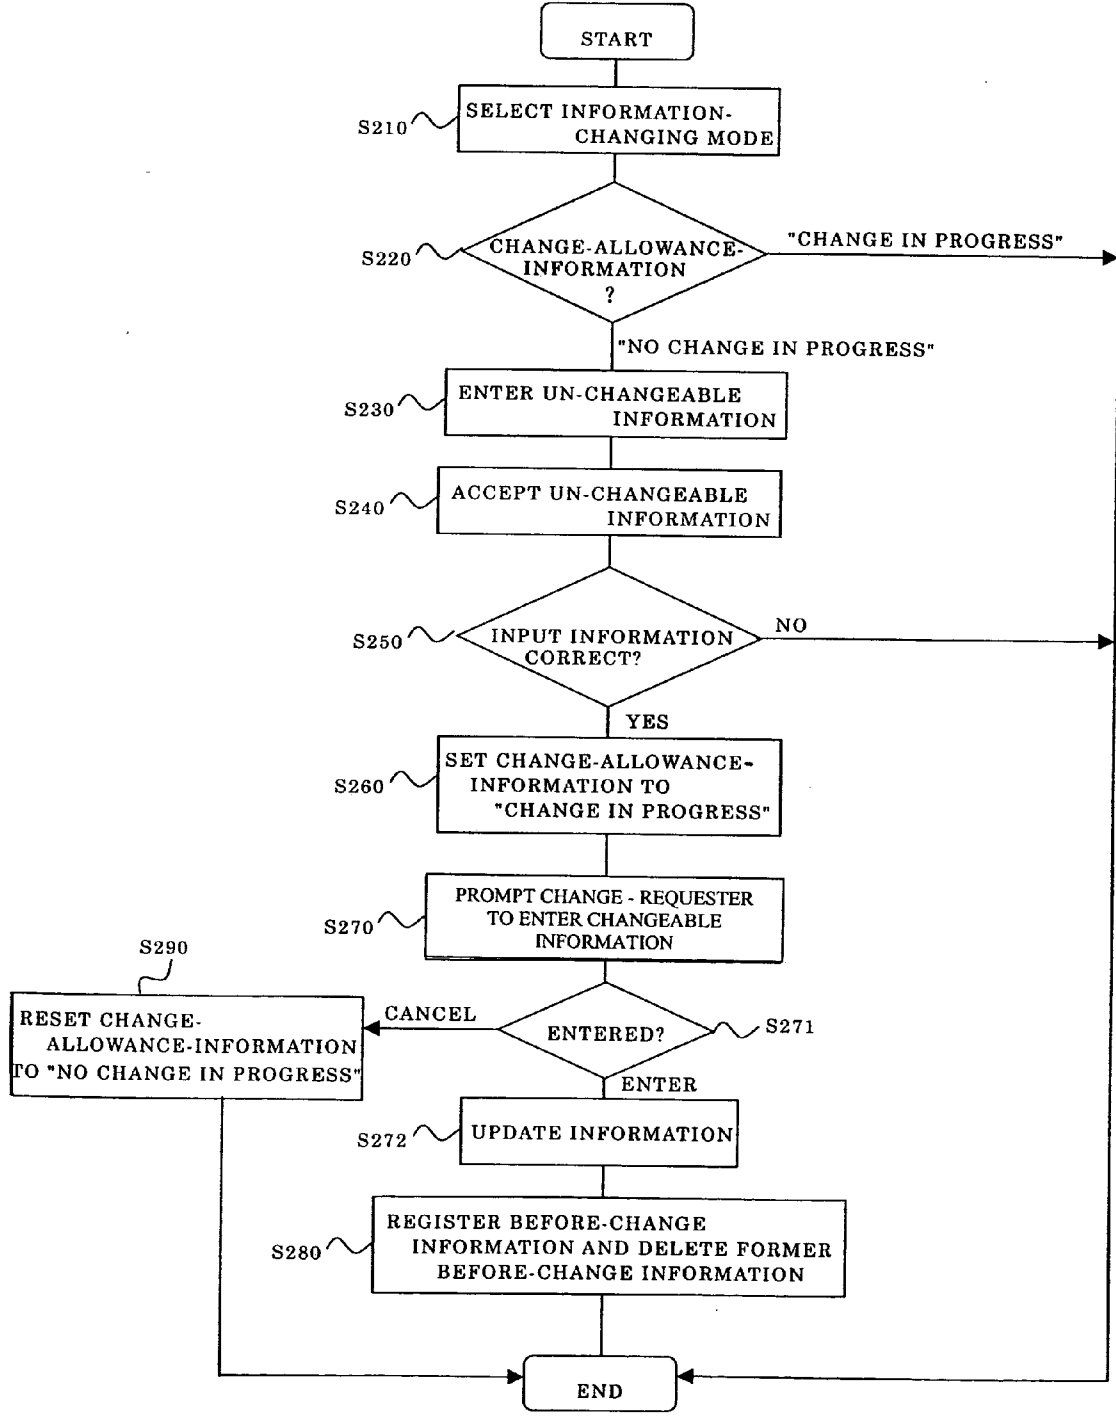 START
S210
SELECT INFORMATION-
CHANGING MODE
S220
CHANGE-ALLOWANCE-
INFORMATION
?
"CHANGE IN PROGRESS"
"NO CHANGE IN PROGRESS"
S230
ENTER UN-CHANGEABLE
INFORMATION
S240
ACCEPT UN-CHANGEABLE
INFORMATION
S250
INPUT INFORMATION
CORRECT?
NO
YES
S260
SET CHANGE-ALLOWANCE-
INFORMATION TO
"CHANGE IN PROGRESS"
S270
PROMPT CHANGE - REQUESTER
TO ENTER CHANGEABLE
INFORMATION
S290
RESET CHANGE-
ALLOWANCE-INFORMATION
TO "NO CHANGE IN PROGRESS"
CANCEL
ENTERED?
S271
ENTER
S272
UPDATE INFORMATION
S280
REGISTER BEFORE-CHANGE
INFORMATION AND DELETE FORMER
BEFORE-CHANGE INFORMATION
END